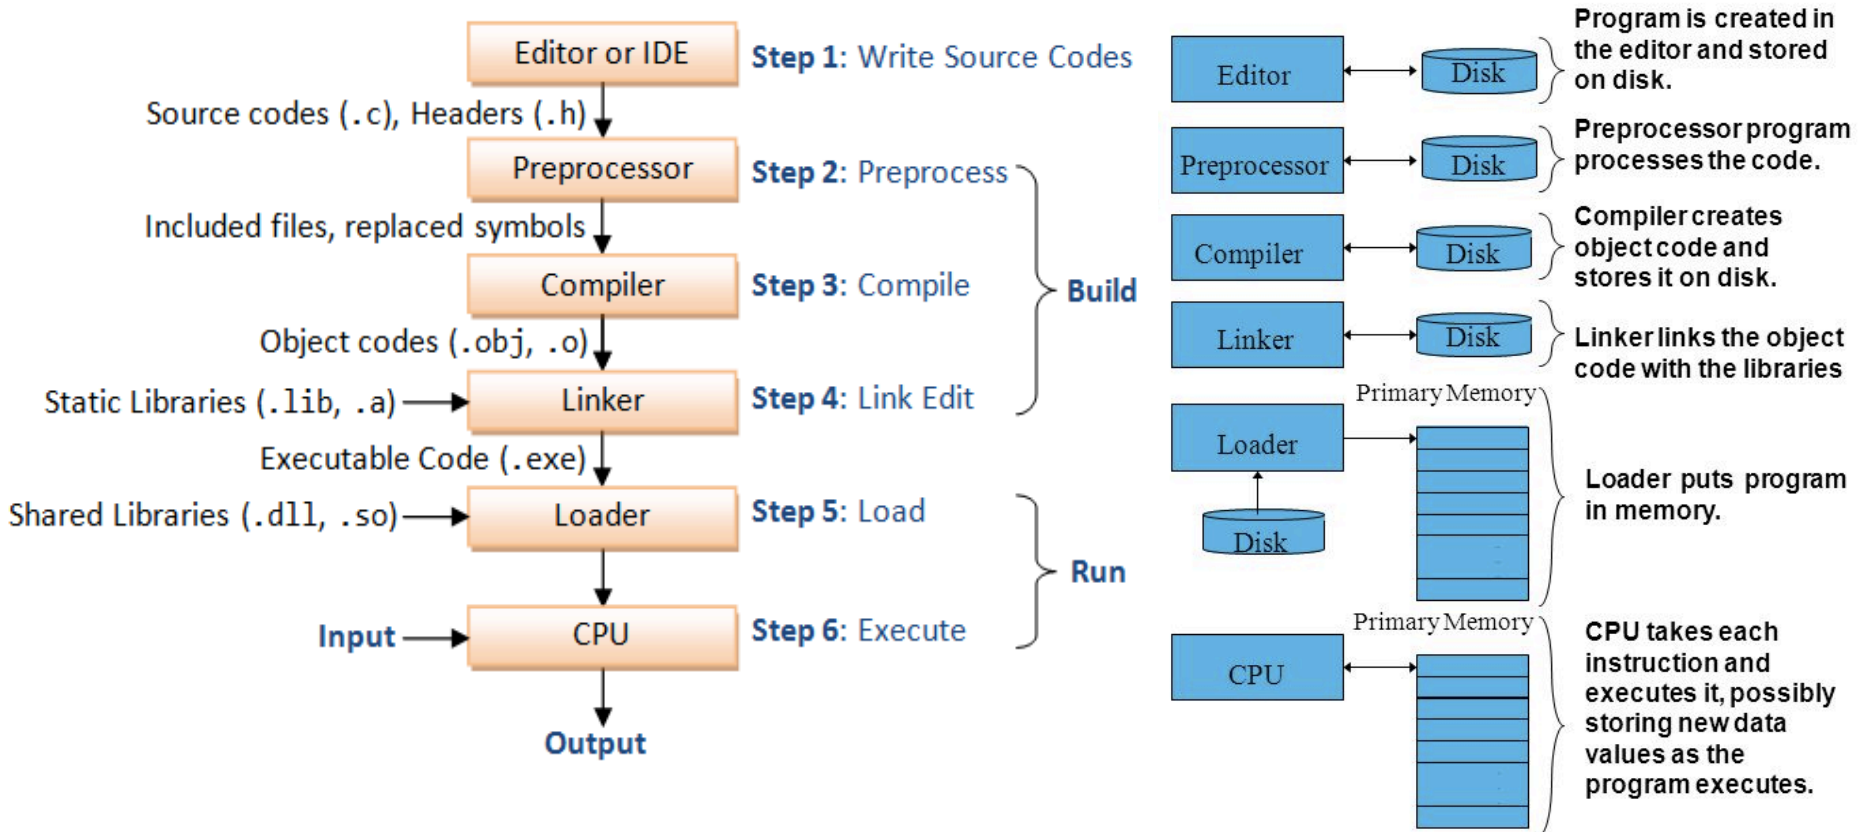 Editor or IDE
Step 1: Write Source Codes
Source codes (.c), Headers (.h)
Preprocessor
Step 2: Preprocess
Included files, replaced symbols
Compiler
Step 3: Compile
Build
Object codes (.obj, .o)
Static Libraries (.lib, .a)
Linker
Step 4: Link Edit
Executable Code (.exe)
Shared Libraries (.dll, .so)
Loader
Step 5: Load
Run
Input
CPU
Step 6: Execute
Output
Editor
Disk
Program is created in
the editor and stored
on disk.
Preprocessor
Disk
Preprocessor program
processes the code.
Compiler
Disk
Compiler creates
object code and
stores it on disk.
Linker
Disk
Linker links the object
code with the libraries
Primary Memory
Loader
Disk
Loader puts program
in memory.
Primary Memory
CPU
CPU takes each
instruction and
executes it, possibly
storing new data
values as the
program executes.